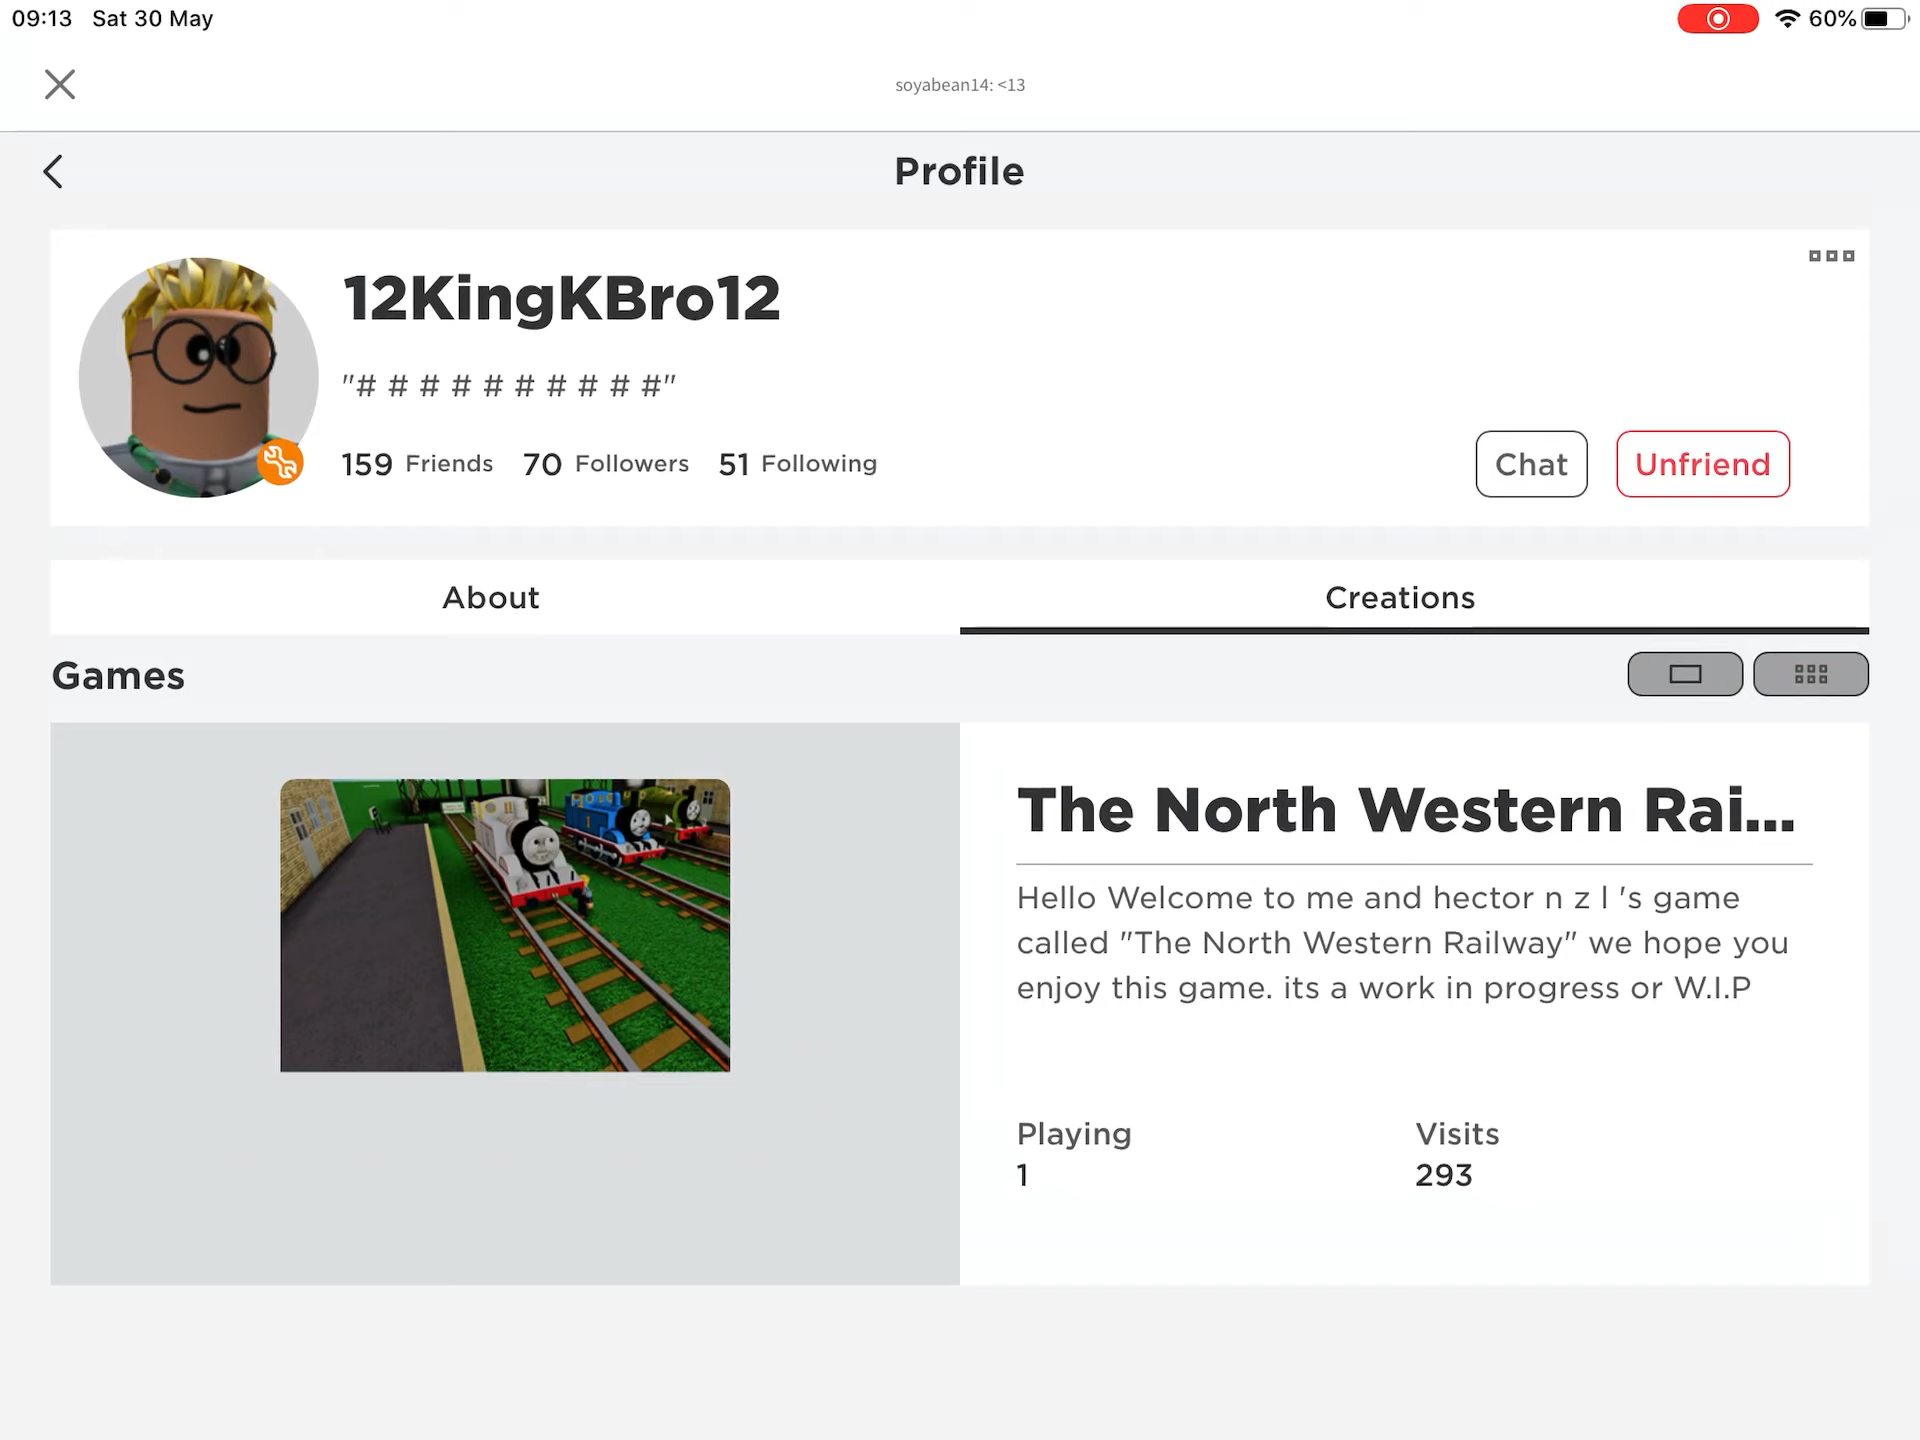 09:13 Sat 30 May
60%
soyabean14: <13
Profile
12KingKBro12
"# # # # # # # # # #"
159 Friends 70 Followers 51 Following
Chat
Unfriend
About
Creations
Games
The North Western Rai...
Hello Welcome to me and hector n z l 's game
called "The North Western Railway" we hope you
enjoy this game. its a work in progress or W.I.P
Playing
Visits
1
293